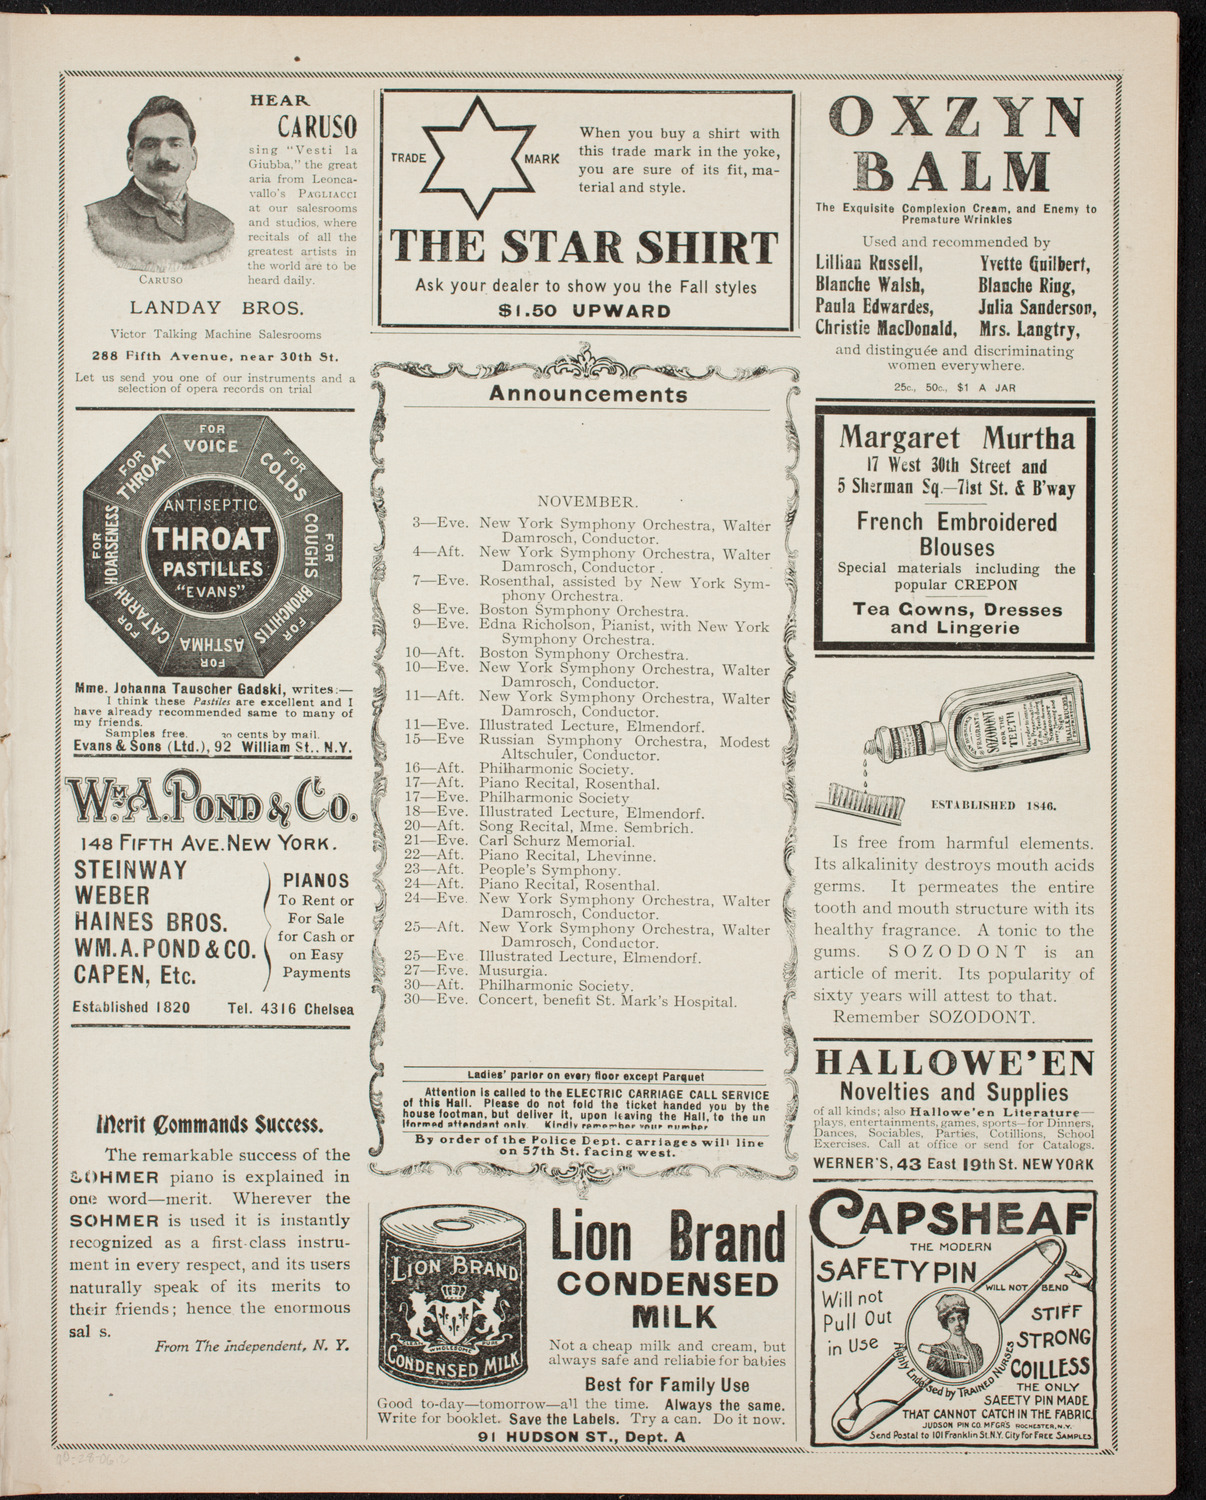 HEAR
CARUSO
sing "Vesti la
Giubba," the great
aria from Leonca-
vallo's PAGLIACCI
at our salesrooms
and studios, where
recitals of all the
greatest artists in
the world are to be
heard daily.
CARUSO
LANDAY BROS.
Victor Talking Machine Salesrooms
288 Fifth Avenue, near 30th St.
Let us send you one of our instruments and a
selection of opera records on trial
FOR VOICE
FOR COLDS
FOR COUGHS
FOR BRONCHITIS
FOR ASTHMA
FOR CATARRH
FOR HOARSENESS
FOR THROAT
ANTISEPTIC
THROAT
PASTILLES
"EVANS"
Mme. Johanna Tauscher Gadski, writes:—
I think these Pastiles are excellent and I
have already recommended same to many of
my friends.
Samples free. 30 cents by mail.
Evans & Sons (Ltd.), 92 William St.. N.Y.
WM. A. POND & CO.
148 FIFTH AVE. NEW YORK.
STEINWAY
WEBER
HAINES BROS.
WM. A. POND & CO.
CAPEN, Etc.
PIANOS
To Rent or
For Sale
for Cash or
on Easy
Payments
Established 1820 Tel. 4316 Chelsea
Merit Commands Success.
The remarkable success of the
SOHMER piano is explained in
one word—merit. Wherever the
SOHMER is used it is instantly
recognized as a first-class instru-
ment in every respect, and its users
naturally speak of its merits to
their friends; hence the enormous
sal s.
From The Independent, N. Y.
TRADE MARK
When you buy a shirt with
this trade mark in the yoke,
you are sure of its fit, ma-
terial and style.
THE STAR SHIRT
Ask your dealer to show you the Fall styles
$1.50 UPWARD
Announcements
NOVEMBER.
3—Eve. New York Symphony Orchestra, Walter
Damrosch, Conductor.
4—Aft. New York Symphony Orchestra, Walter
Damrosch, Conductor .
7—Eve. Rosenthal, assisted by New York Sym-
phony Orchestra.
8—Eve. Boston Symphony Orchestra.
9—Eve. Edna Richolson, Pianist, with New York
Symphony Orchestra.
10—Aft. Boston Symphony Orchestra.
10—Eve. New York Symphony Orchestra, Walter
Damrosch, Conductor.
11—Aft. New York Symphony Orchestra, Walter
Damrosch, Conductor.
11—Eve. Illustrated Lecture, Elmendorf.
15—Eve Russian Symphony Orchestra, Modest
Altschuler, Conductor.
16—Aft. Philharmonic Society.
17—Aft. Piano Recital, Rosenthal.
17—Eve. Philharmonic Society
18—Eve. Illustrated Lecture, Elmendorf.
20—Aft. Song Recital, Mme. Sembrich.
21—Eve. Carl Schurz Memorial.
22—Aft. Piano Recital, Lhevinne.
23—Aft. People's Symphony.
24—Aft. Piano Recital, Rosenthal.
24—Eve. New York Symphony Orchestra, Walter
Damrosch, Conductor.
25—Aft. New York Symphony Orchestra, Walter
Damrosch, Conductor.
25—Eve Illustrated Lecture, Elmendorf.
27—Eve. Musurgia.
30—Aft. Philharmonic Society.
30—Eve. Concert, benefit St. Mark's Hospital.
Ladies' parlor on every floor except Parquet
Attention is called to the ELECTRIC CARRIAGE CALL SERVICE
of this Hall. Please do not fold the ticket handed you by the
house footman, but deliver it, upon leaving the Hall, to the un
iformed attendant only. Kindly remember your number
By order of the Police Dept. carriages will line
on 57th St. facing west.
LION BRAND
CLEAN WHOLESOME PURE
CONDENSED MILK
Lion Brand
CONDENSED
MILK
Not a cheap milk and cream, but
always safe and reliable for babies
Best for Family Use
Good to-day—tomorrow—all the time. Always the same.
Write for booklet. Save the Labels. Try a can. Do it now.
91 HUDSON ST., Dept. A
OXZYN
BALM
The Exquisite Complexion Cream, and Enemy to
Premature Wrinkles
Used and recommended by
Lillian Russell, Yvette Guilbert,
Blanche Walsh, Blanche Ring,
Paula Edwardes, Julia Sanderson,
Christie MacDonald, Mrs. Langtry,
and distinguée and discriminating
women everywhere.
25c., 50c., $1 A JAR
Margaret Murtha
17 West 30th Street and
5 Sherman Sq.—71st St. & B'way
French Embroidered
Blouses
Special materials including the
popular CREPON
Tea Gowns, Dresses
and Lingerie
FRAGRANT
SOZODONT
FOR THE
TEETH
ESTABLISHED 1846.
Is free from harmful elements.
Its alkalinity destroys mouth acids
germs. It permeates the entire
tooth and mouth structure with its
healthy fragrance. A tonic to the
gums. SOZODONT is an
article of merit. Its popularity of
sixty years will attest to that.
Remember SOZODONT.
HALLOWE'EN
Novelties and Supplies
of all kinds; also Hallowe'en Literature—
plays, entertainments, games, sports—for Dinners,
Dances, Sociables, Parties, Cotillions, School
Exercises. Call at office or send for Catalogs.
WERNER'S, 43 East 19th St. NEW YORK
CAPSHEAF
THE MODERN
SAFETY PIN
WILL NOT BEND
Will not
Pull Out
in Use
STIFF
STRONG
COILLESS
Highly Endorsed by TRAINED NURSES
THE ONLY
SAFETY PIN MADE
THAT CANNOT CATCH IN THE FABRIC.
JUDSON PIN CO. MFGRS ROCHESTER, N.Y.
Send Postal to 101 Franklin St. N.Y. City for FREE SAMPLES